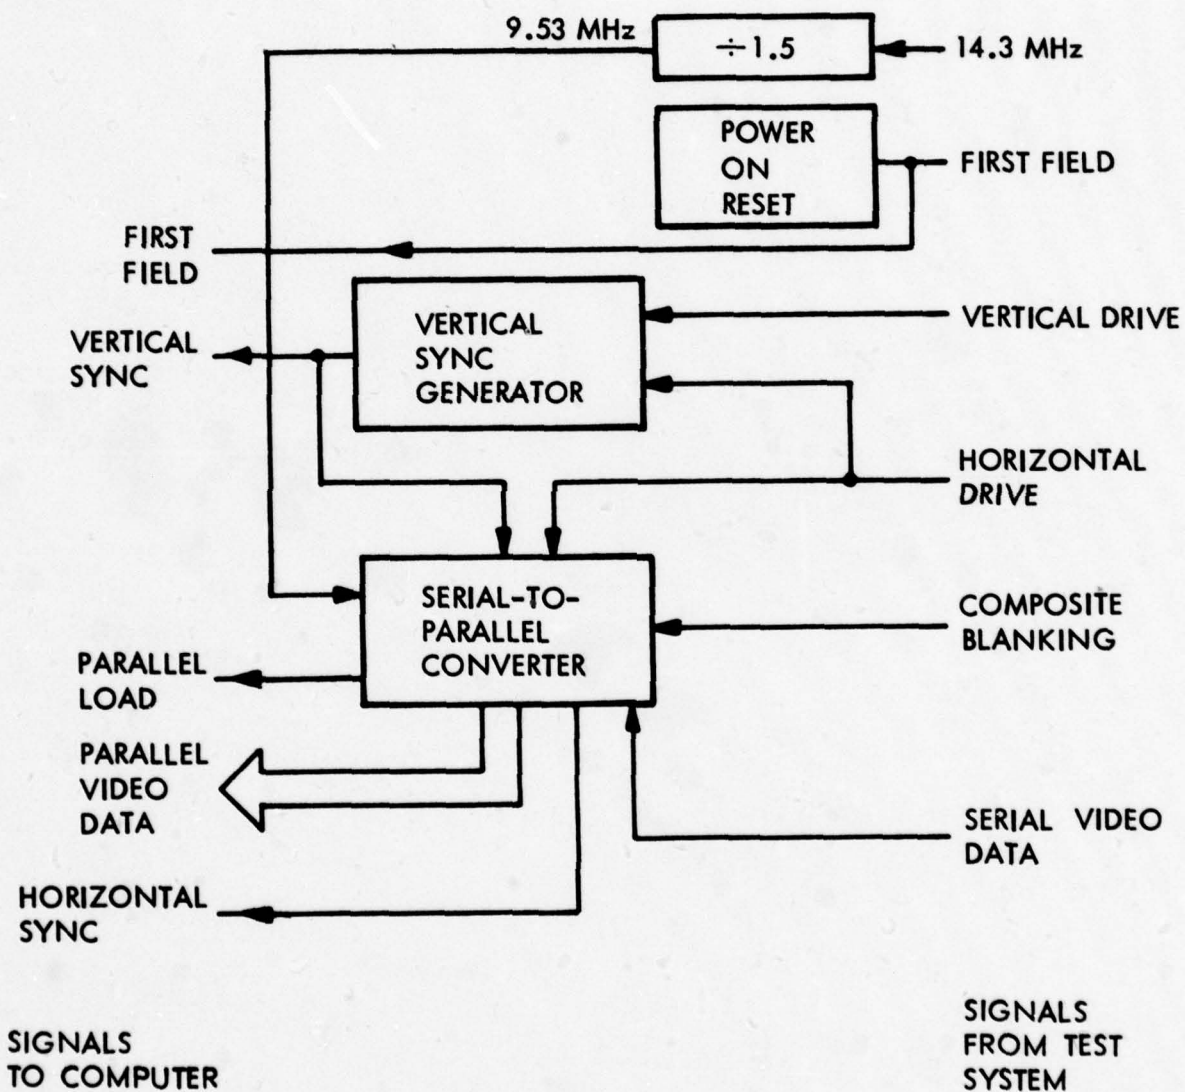 9.53 MHz
÷1.5
14.3 MHz
POWER
ON
RESET
FIRST FIELD
FIRST
FIELD
VERTICAL
SYNC
GENERATOR
VERTICAL DRIVE
VERTICAL
SYNC
HORIZONTAL
DRIVE
SERIAL-TO-
PARALLEL
CONVERTER
COMPOSITE
BLANKING
PARALLEL
LOAD
PARALLEL
VIDEO
DATA
SERIAL VIDEO
DATA
HORIZONTAL
SYNC
SIGNALS
TO COMPUTER
SIGNALS
FROM TEST
SYSTEM